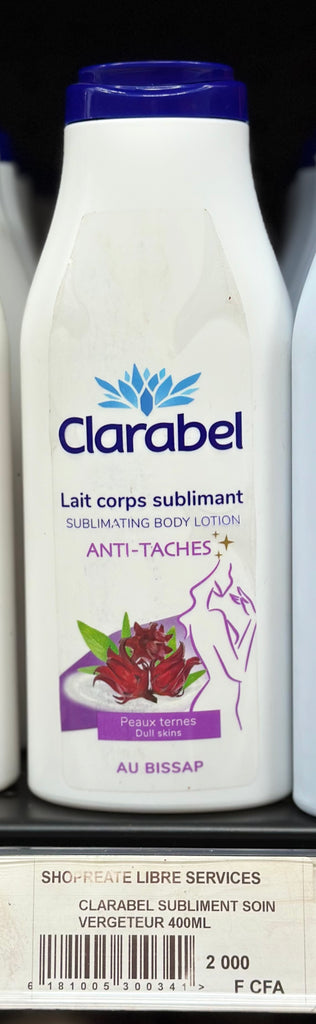 Clarabel
Lait corps sublimant
SUBLIMATING BODY LOTION
ANTI-TACHES
Peaux ternes
Dull skins
AU BISSAP
SHOPREATE LIBRE SERVICES
CLARABEL SUBLIMENT SOIN
VERGETEUR 400ML
2 000
6 181005 300341 >
F CFA